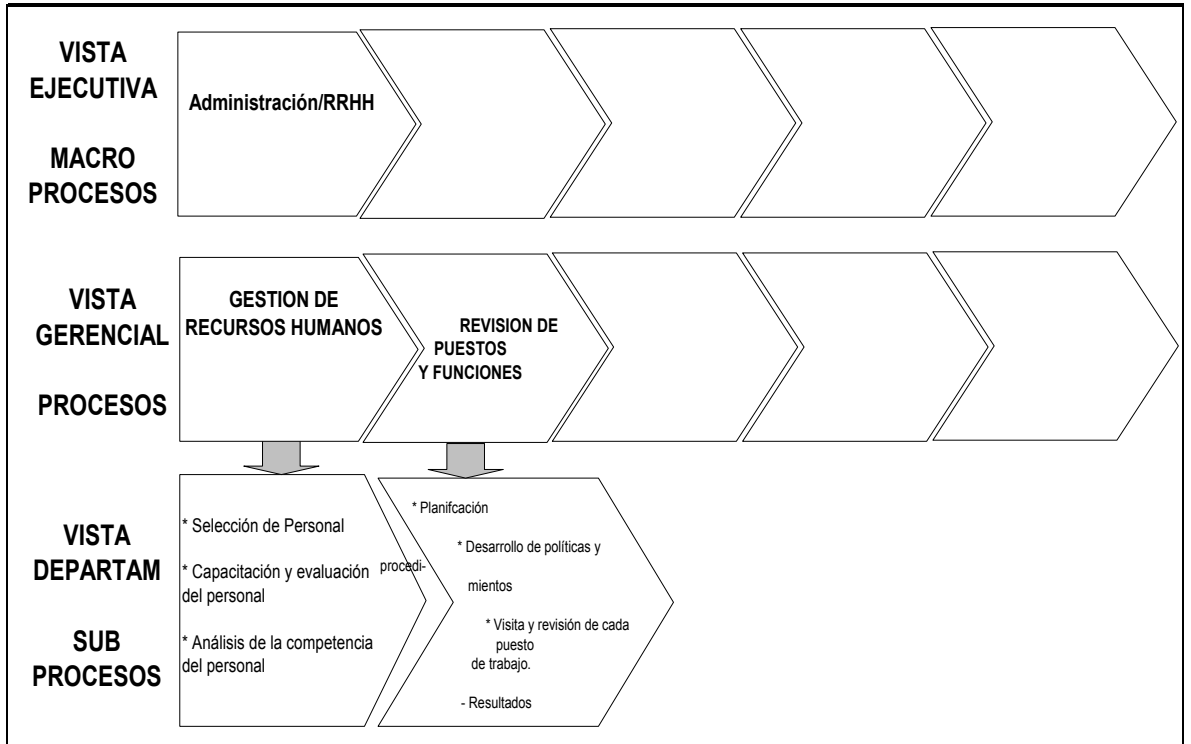 VISTA
EJECUTIVA
MACRO
PROCESOS
Administración/RRHH
VISTA
GERENCIAL
PROCESOS
GESTION DE
RECURSOS HUMANOS
REVISION DE
PUESTOS
Y FUNCIONES
VISTA
DEPARTAM
SUB
PROCESOS
* Selección de Personal
* Capacitación y evaluación
del personal
* Análisis de la competencia
del personal
* Planifcación
* Desarrollo de políticas y
procedi-
mientos
* Visita y revisión de cada
puesto
de trabajo.
- Resultados